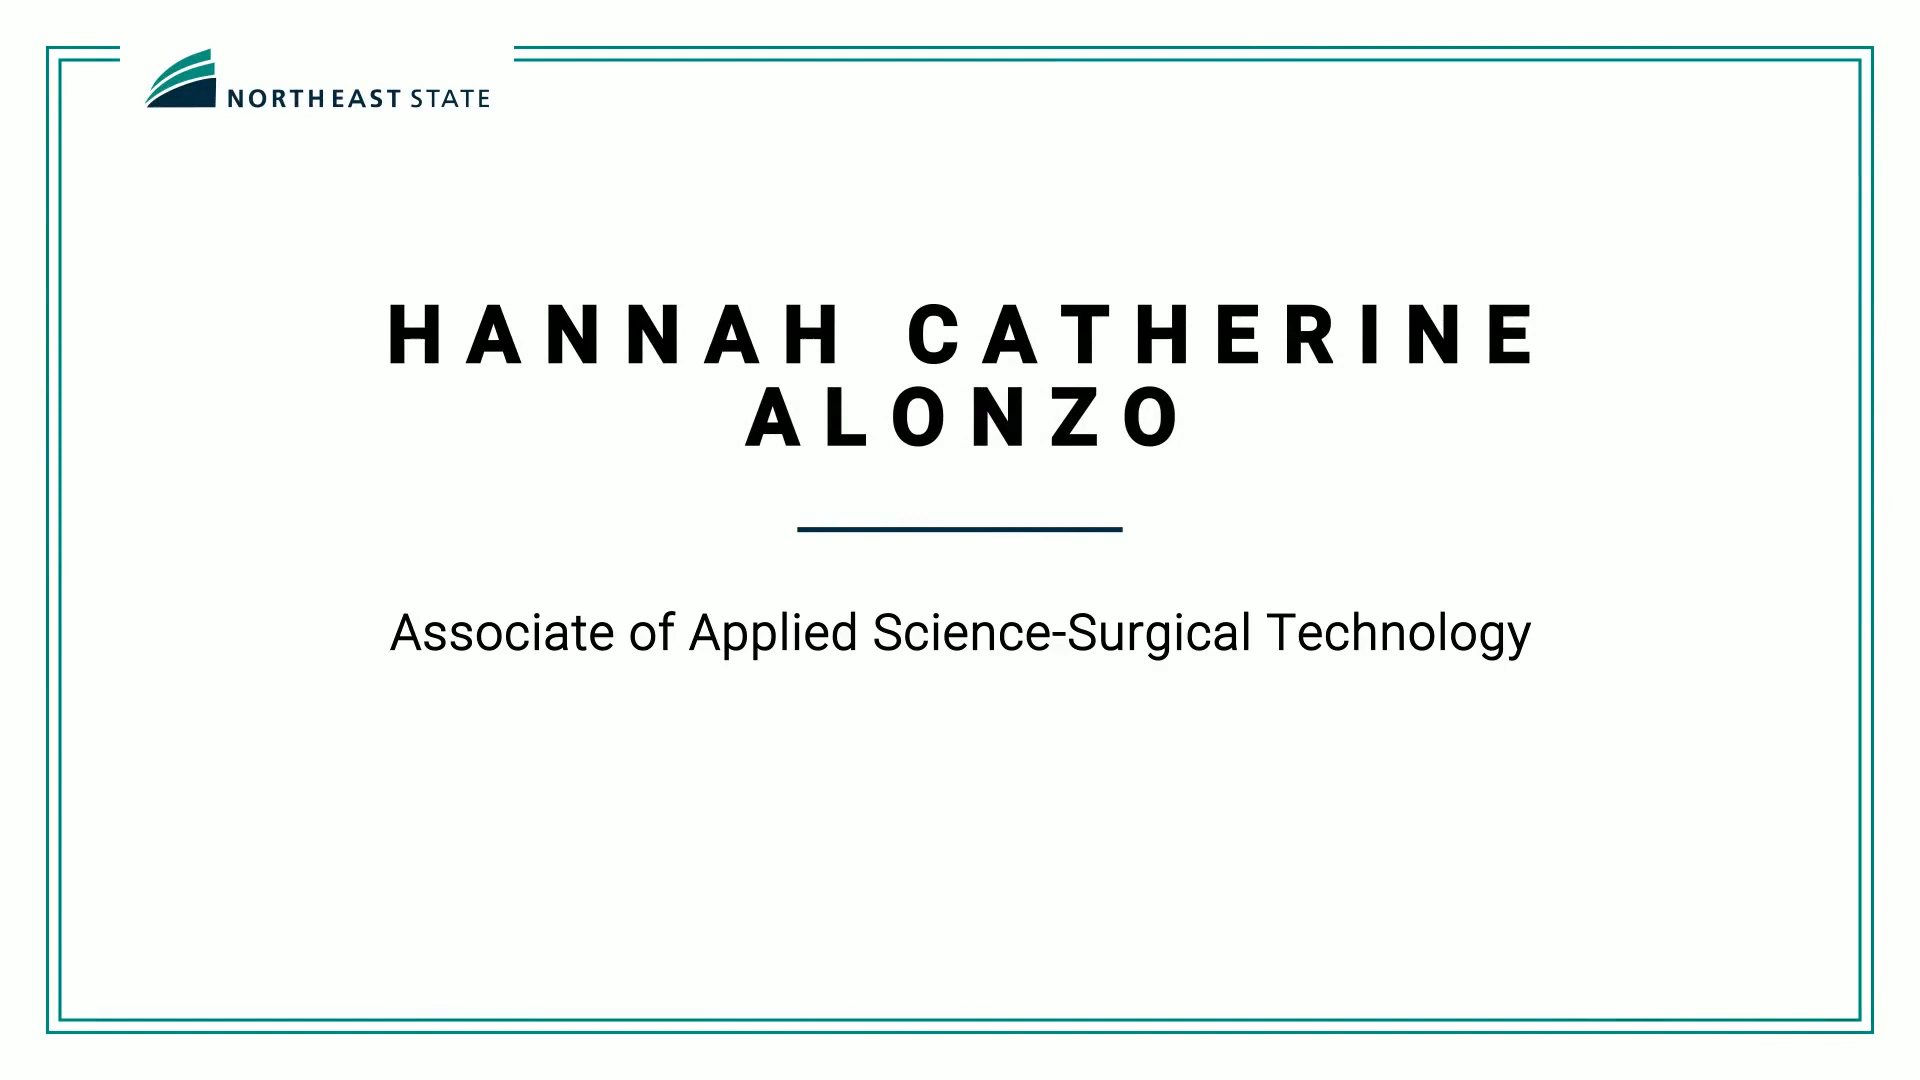 NORTHEAST STATE
HANNAH CATHERINE
ALONZO
Associate of Applied Science-Surgical Technology